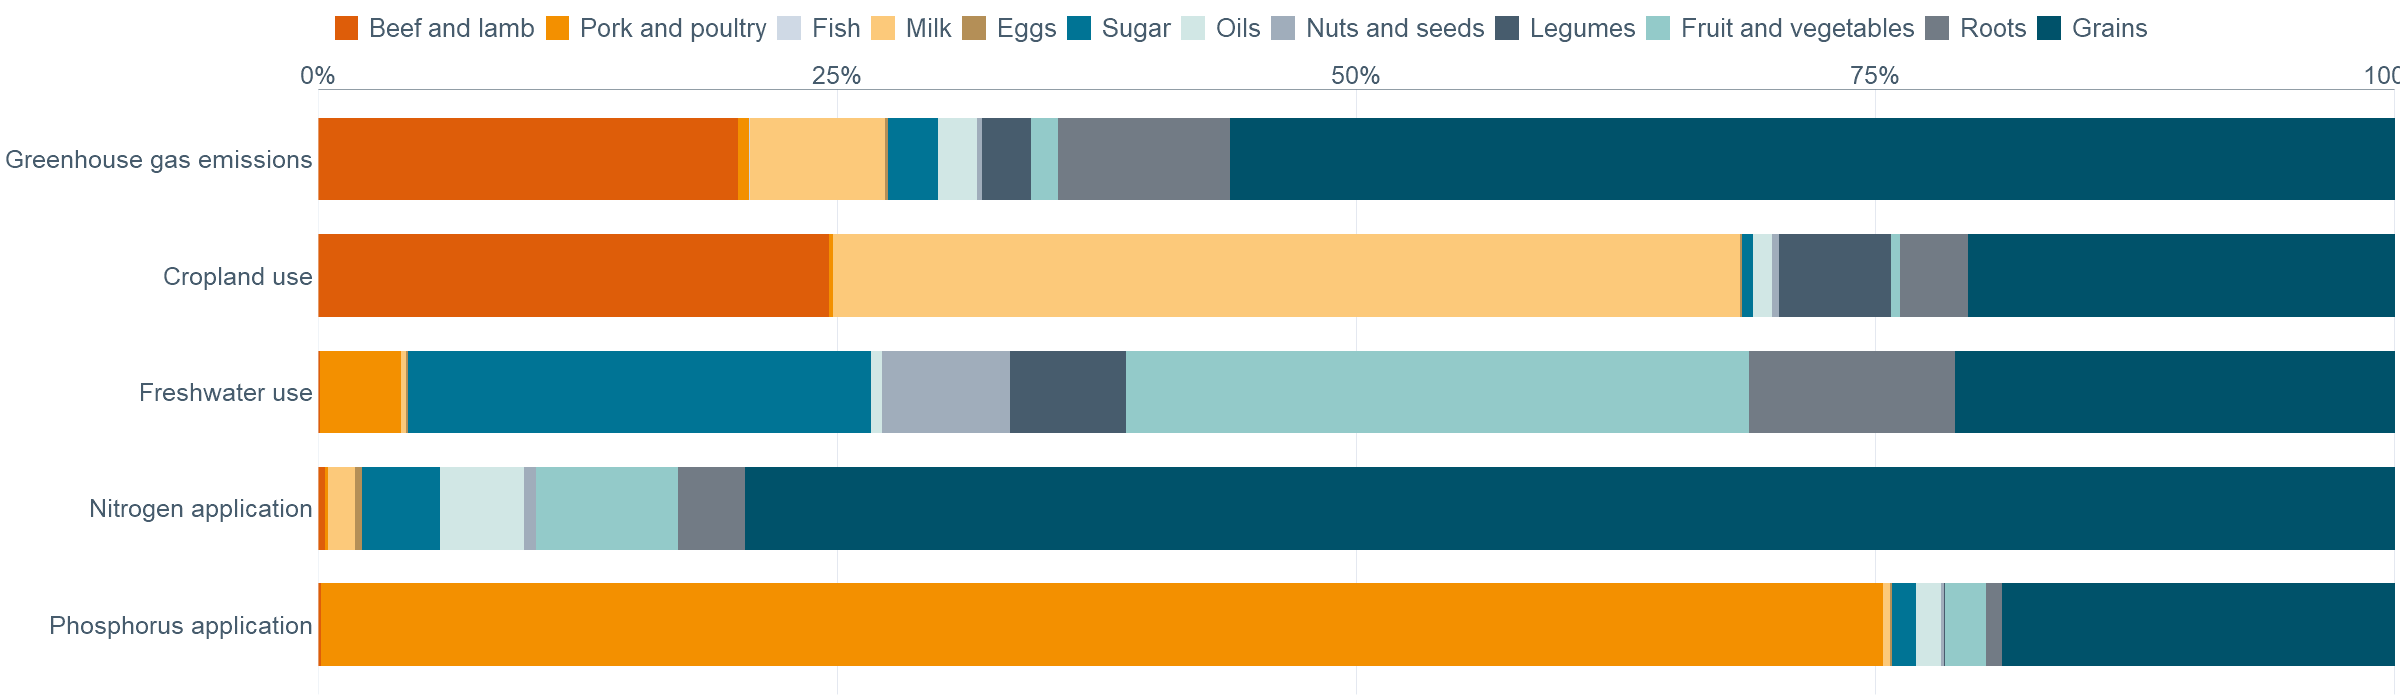 Beef and lamb Pork and poultry Fish Milk Eggs Sugar Oils Nuts and seeds Legumes Fruit and vegetables Roots Grains
0% 25% 50% 75% 100
Greenhouse gas emissions
Cropland use
Freshwater use
Nitrogen application
Phosphorus application